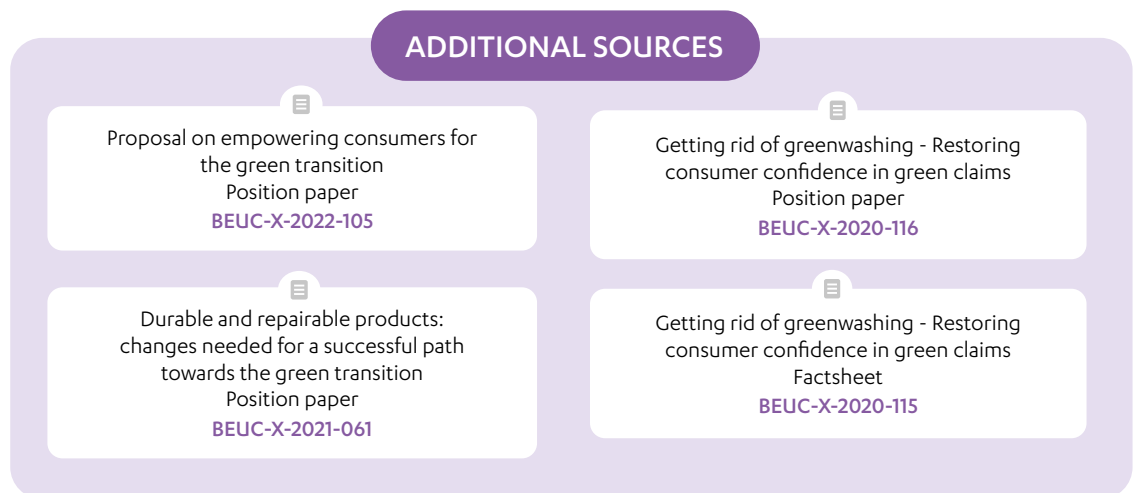 ADDITIONAL SOURCES
Proposal on empowering consumers for
the green transition
Position paper
BEUC-X-2022-105
Getting rid of greenwashing - Restoring
consumer confidence in green claims
Position paper
BEUC-X-2020-116
Durable and repairable products:
changes needed for a successful path
towards the green transition
Position paper
BEUC-X-2021-061
Getting rid of greenwashing - Restoring
consumer confidence in green claims
Factsheet
BEUC-X-2020-115